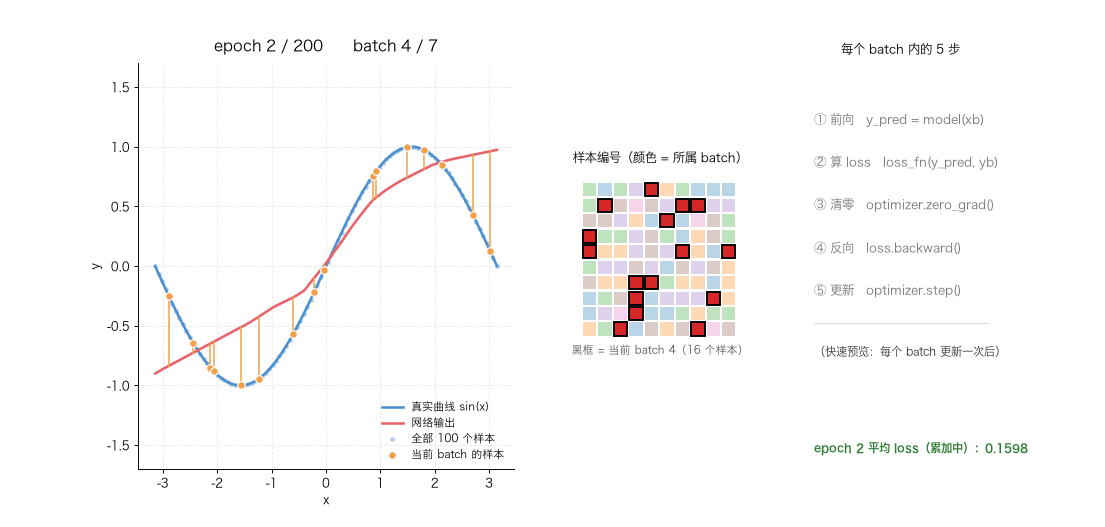 epoch 2 / 200 batch 4 / 7
1.5
1.0
0.5
0.0
-0.5
-1.0
-1.5
y
-3
-2
-1
0
1
2
3
x
真实曲线 sin(x)
网络输出
全部 100 个样本
当前 batch 的样本
样本编号（颜色 = 所属 batch）
黑框 = 当前 batch 4（16 个样本）
每个 batch 内的 5 步
① 前向 y_pred = model(xb)
② 算 loss loss_fn(y_pred, yb)
③ 清零 optimizer.zero_grad()
④ 反向 loss.backward()
⑤ 更新 optimizer.step()
（快速预览：每个 batch 更新一次后）
epoch 2 平均 loss（累加中）: 0.1598